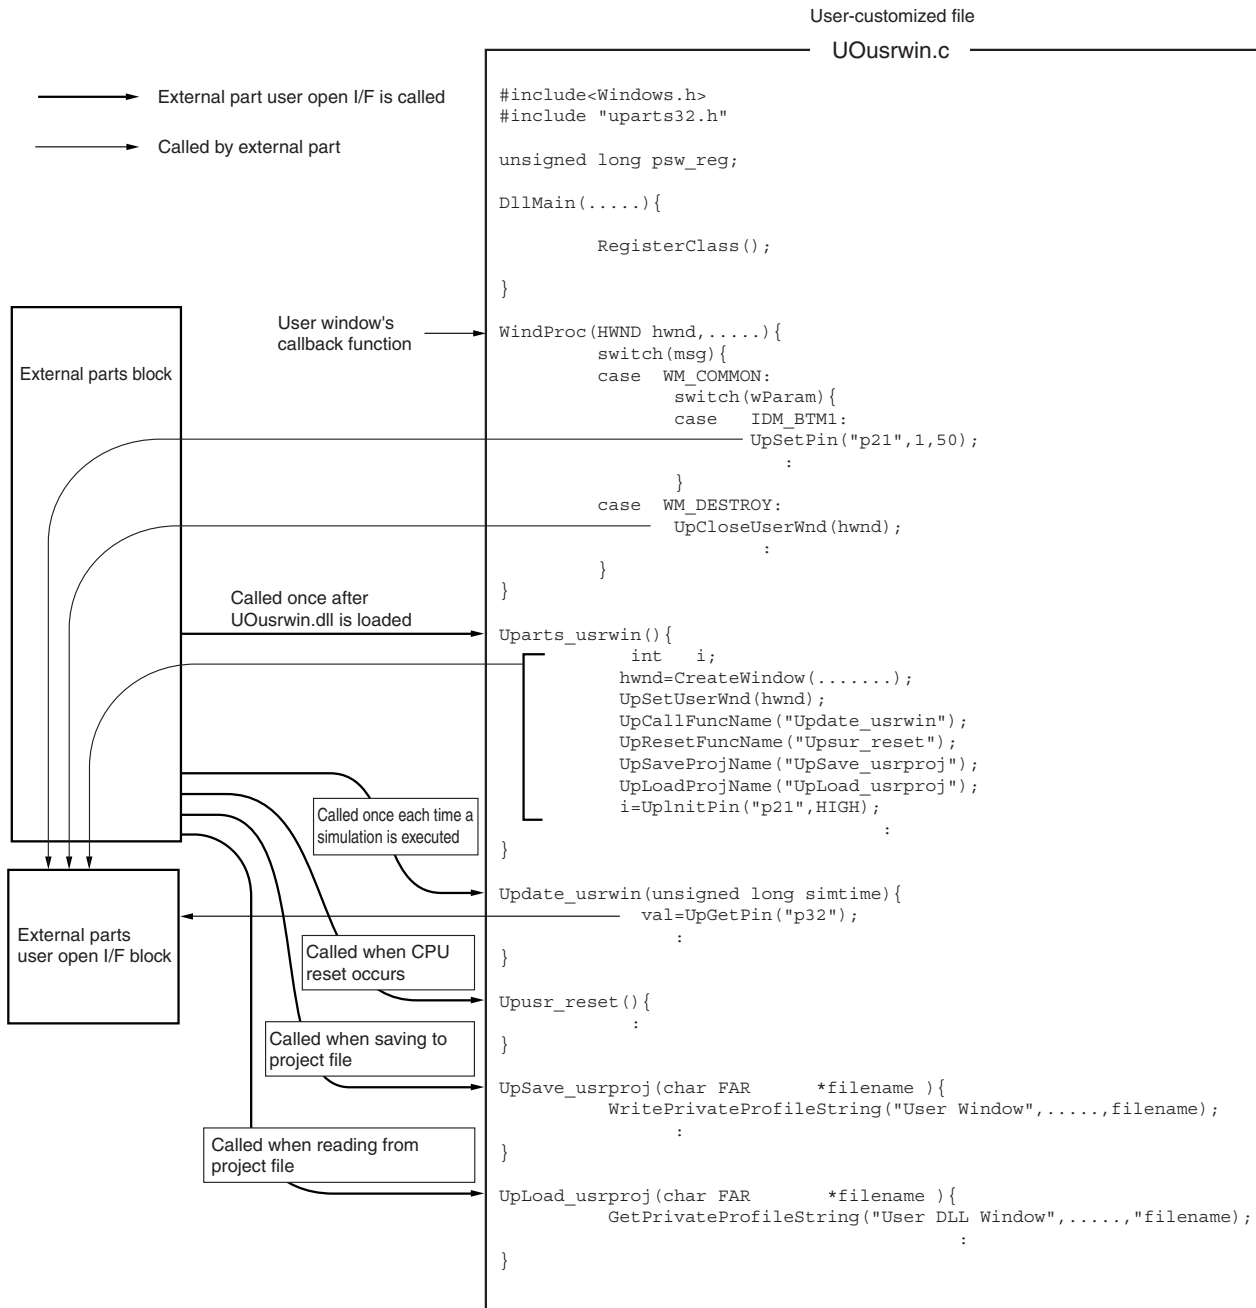 User-customized file
UOusrwin.c
External part user open I/F is called
Called by external part
#include<Windows.h>
#include "uparts32.h"
unsigned long psw_reg;
DllMain(.....){
RegisterClass();
}
User window's
callback function
WindProc(HWND hwnd,.....){
switch(msg){
case WM_COMMON:
switch(wParam){
case IDM_BTM1:
UpSetPin("p21",1,50);
:
}
case WM_DESTROY:
UpCloseUserWnd(hwnd);
:
}
}
External parts block
Called once after
UOusrwin.dll is loaded
Uparts_usrwin(){
int i;
hwnd=CreateWindow(.......);
UpSetUserWnd(hwnd);
UpCallFuncName("Update_usrwin");
UpResetFuncName("Upsur_reset");
UpSaveProjName("UpSave_usrproj");
UpLoadProjName("UpLoad_usrproj");
i=UplnitPin("p21",HIGH);
:
}
Called once each time a
simulation is executed
Update_usrwin(unsigned long simtime){
val=UpGetPin("p32");
:
}
External parts
user open I/F block
Called when CPU
reset occurs
Upusr_reset(){
:
}
Called when saving to
project file
UpSave_usrproj(char FAR *filename ){
WritePrivateProfileString("User Window",.....,filename);
:
}
Called when reading from
project file
UpLoad_usrproj(char FAR *filename ){
GetPrivateProfileString("User DLL Window",.....,"filename);
:
}